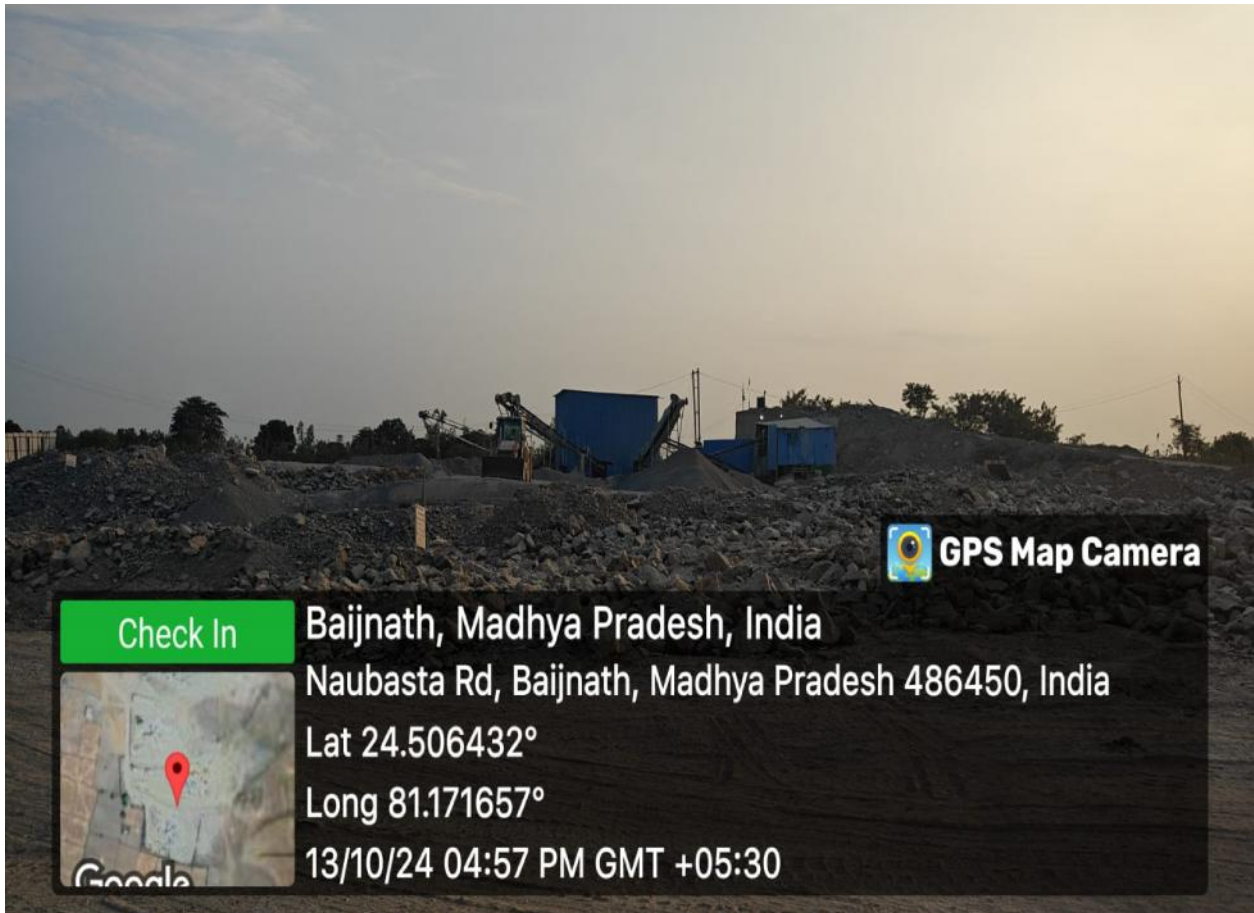 GPS Map Camera
Check In
Baijnath, Madhya Pradesh, India
Naubasta Rd, Baijnath, Madhya Pradesh 486450, India
Lat 24.506432°
Long 81.171657°
13/10/24 04:57 PM GMT +05:30
Google